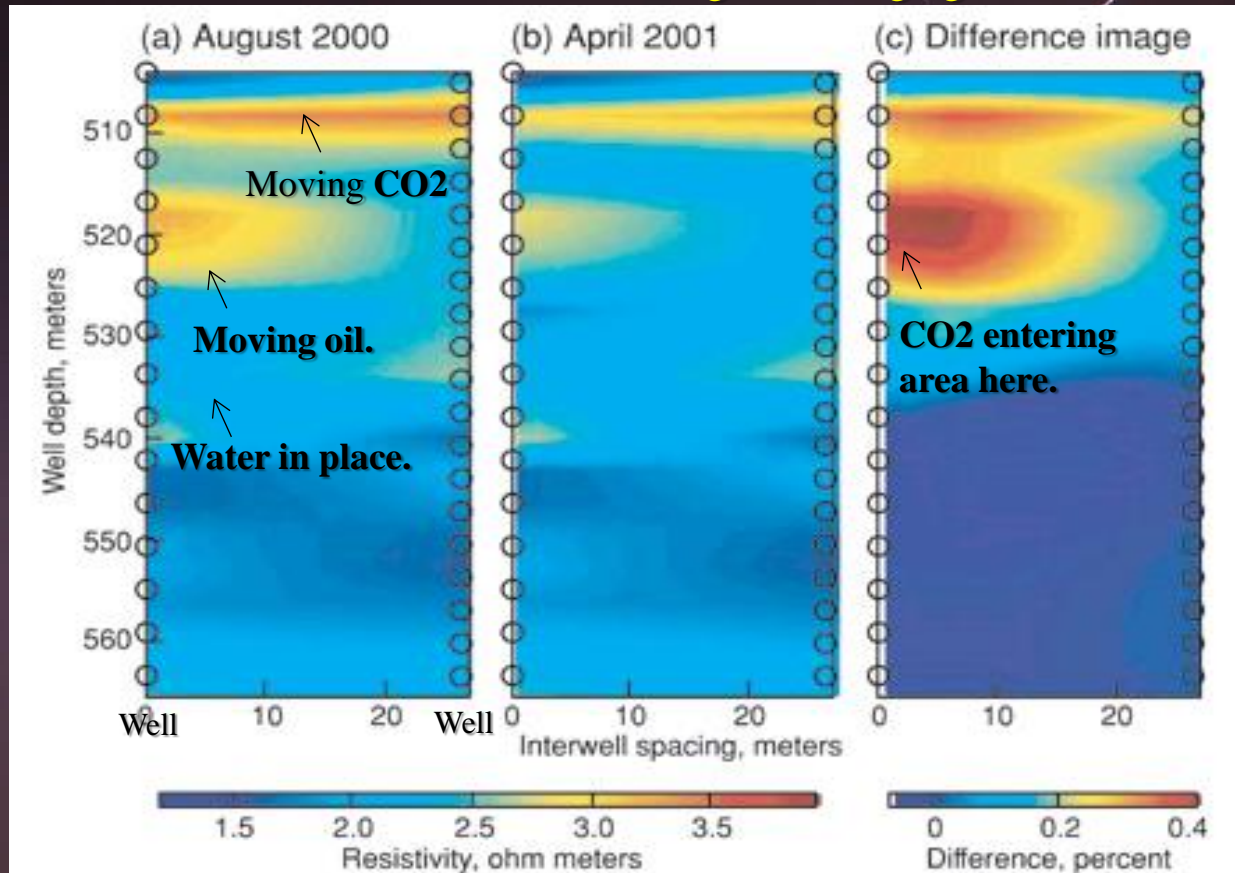 (a) August 2000
(b) April 2001
(c) Difference image
Well depth, meters
510
520
530
540
550
560
Moving CO2
Moving oil.
Water in place.
CO2 entering
area here.
0 10 20
0 10 20
0 10 20
Well
Well
Interwell spacing, meters
1.5 2.0 2.5 3.0 3.5
Resistivity, ohm meters
0 0.2 0.4
Difference, percent